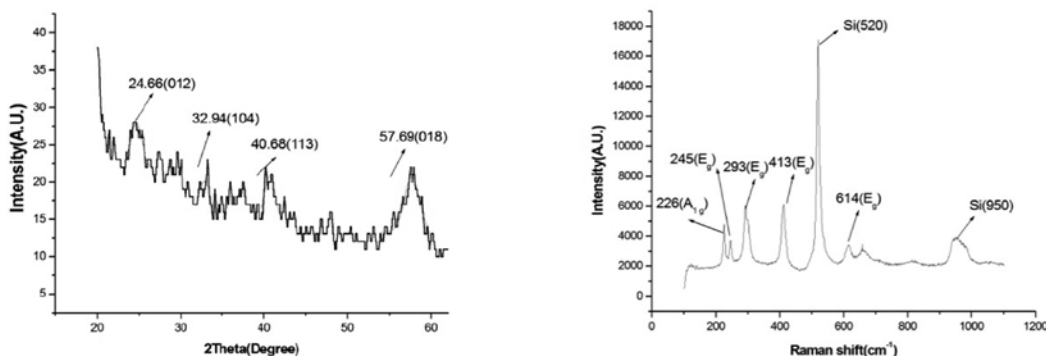 40
35
30
25
20
15
10
5
Intensity(A.U.)
24.66(012)
32.94(104)
40.68(113)
57.69(018)
20 30 40 50 60
2Theta(Degree)
18000
16000
14000
12000
10000
8000
6000
4000
2000
0
Intensity(A.U.)
Si(520)
245(Eg)
293(Eg)
413(Eg)
226(A1g)
614(Eg)
Si(950)
0 200 400 600 800 1000 1200
Raman shift(cm-1)